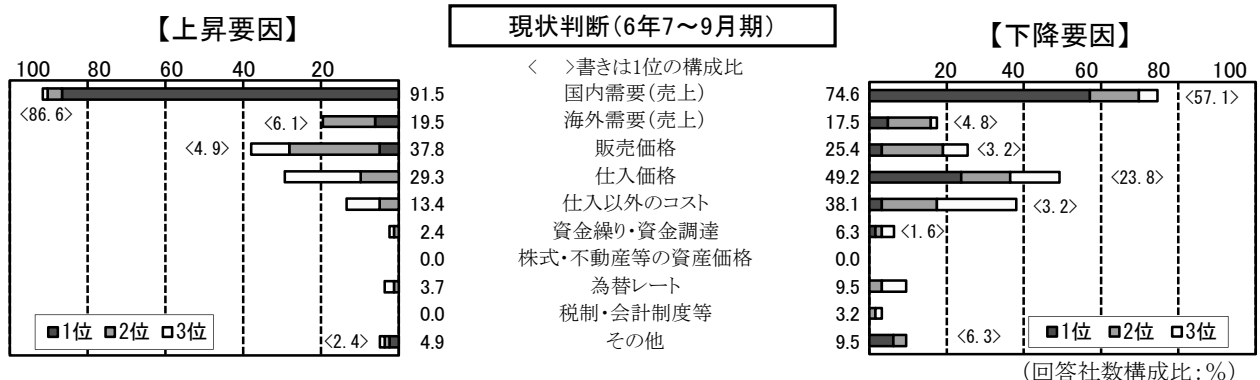 【上昇要因】
現状判断(6年7～9月期)
【下降要因】
100 80 60 40 20
< >書きは1位の構成比
20 40 60 80 100
<86.6> 91.5 国内需要(売上) 74.6 <57.1>
<6.1> 19.5 海外需要(売上) 17.5 <4.8>
<4.9> 37.8 販売価格 25.4 <3.2>
29.3 仕入価格 49.2 <23.8>
13.4 仕入以外のコスト 38.1 <3.2>
2.4 資金繰り・資金調達 6.3 <1.6>
0.0 株式・不動産等の資産価格 0.0
3.7 為替レート 9.5
0.0 税制・会計制度等 3.2
<2.4> 4.9 その他 9.5 <6.3>
1位 2位 3位
1位 2位 3位
(回答社数構成比:%)